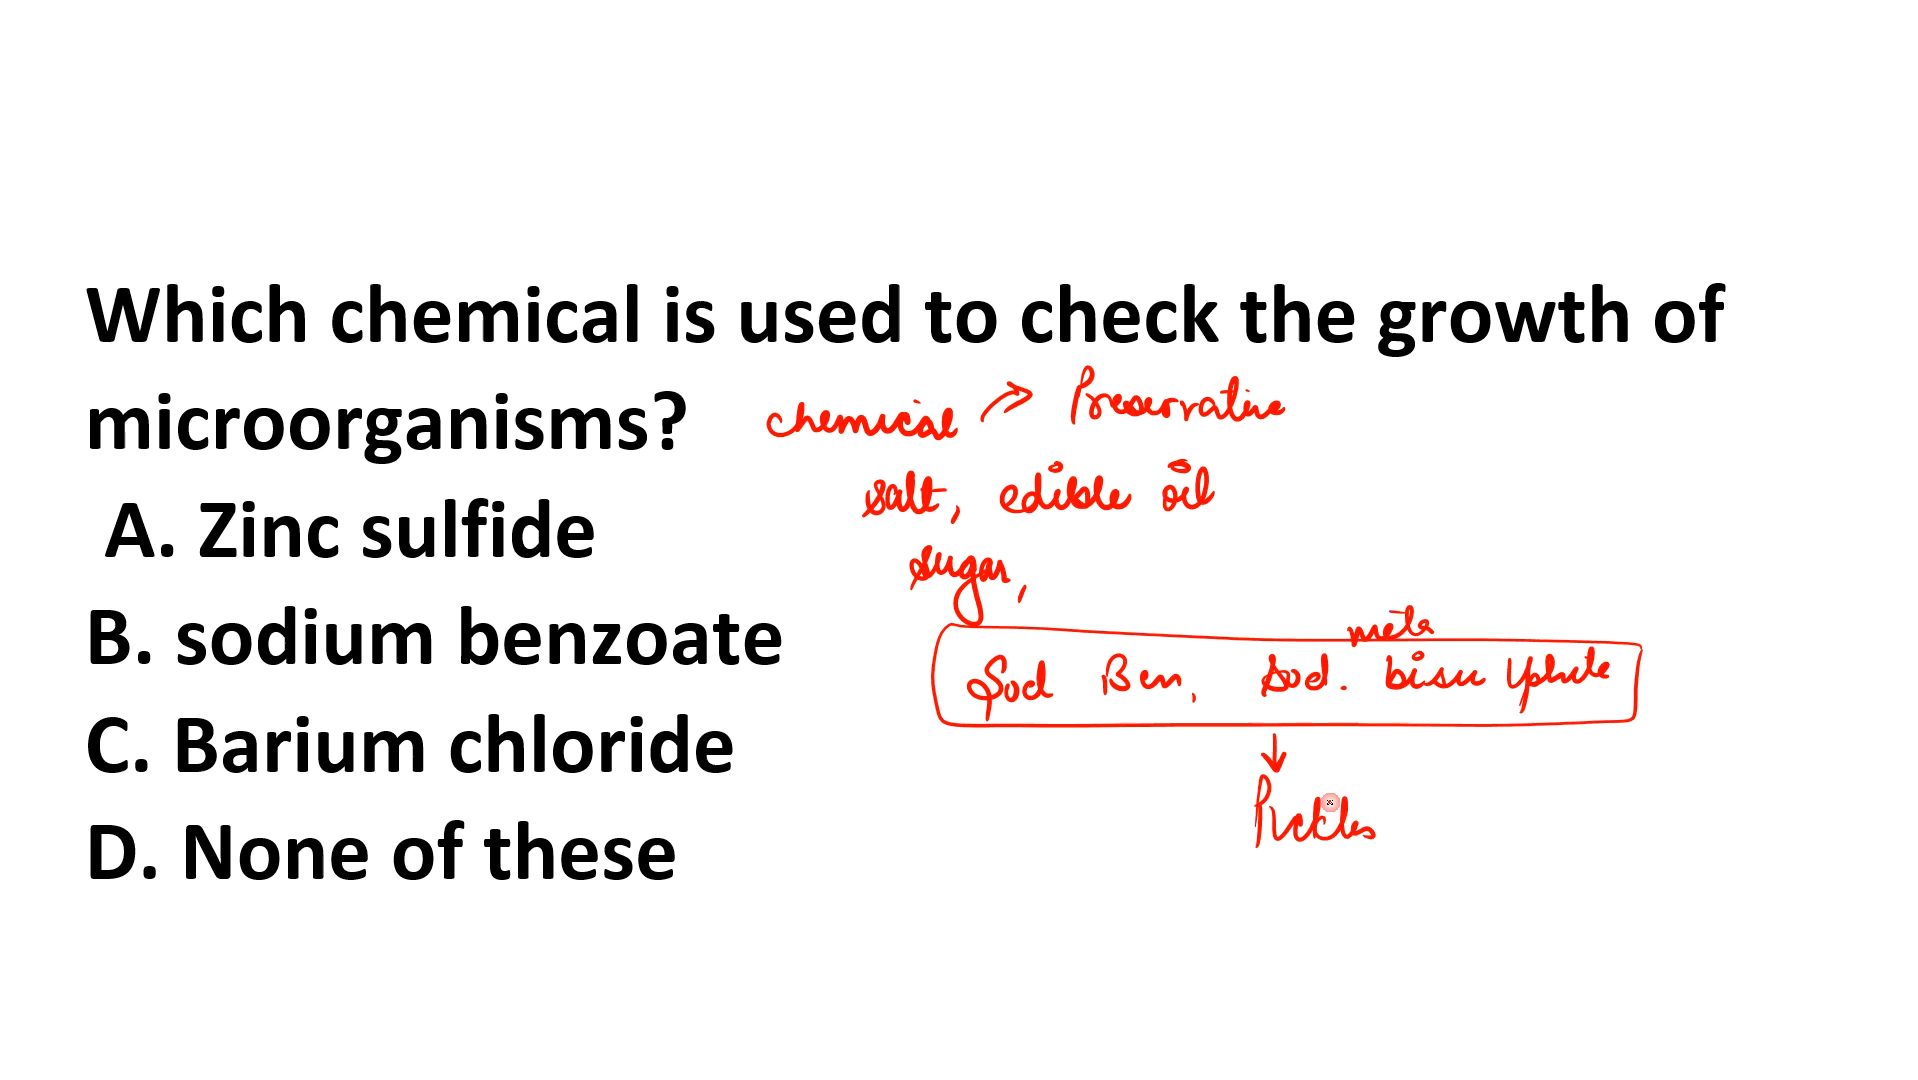 Which chemical is used to check the growth of
microorganisms?
chemical → Preservative
A. Zinc sulfide
salt, edible oil
sugar,
B. sodium benzoate
meta
Sod Ben, Sod. bisulphite
C. Barium chloride
↓
Pickles
D. None of these